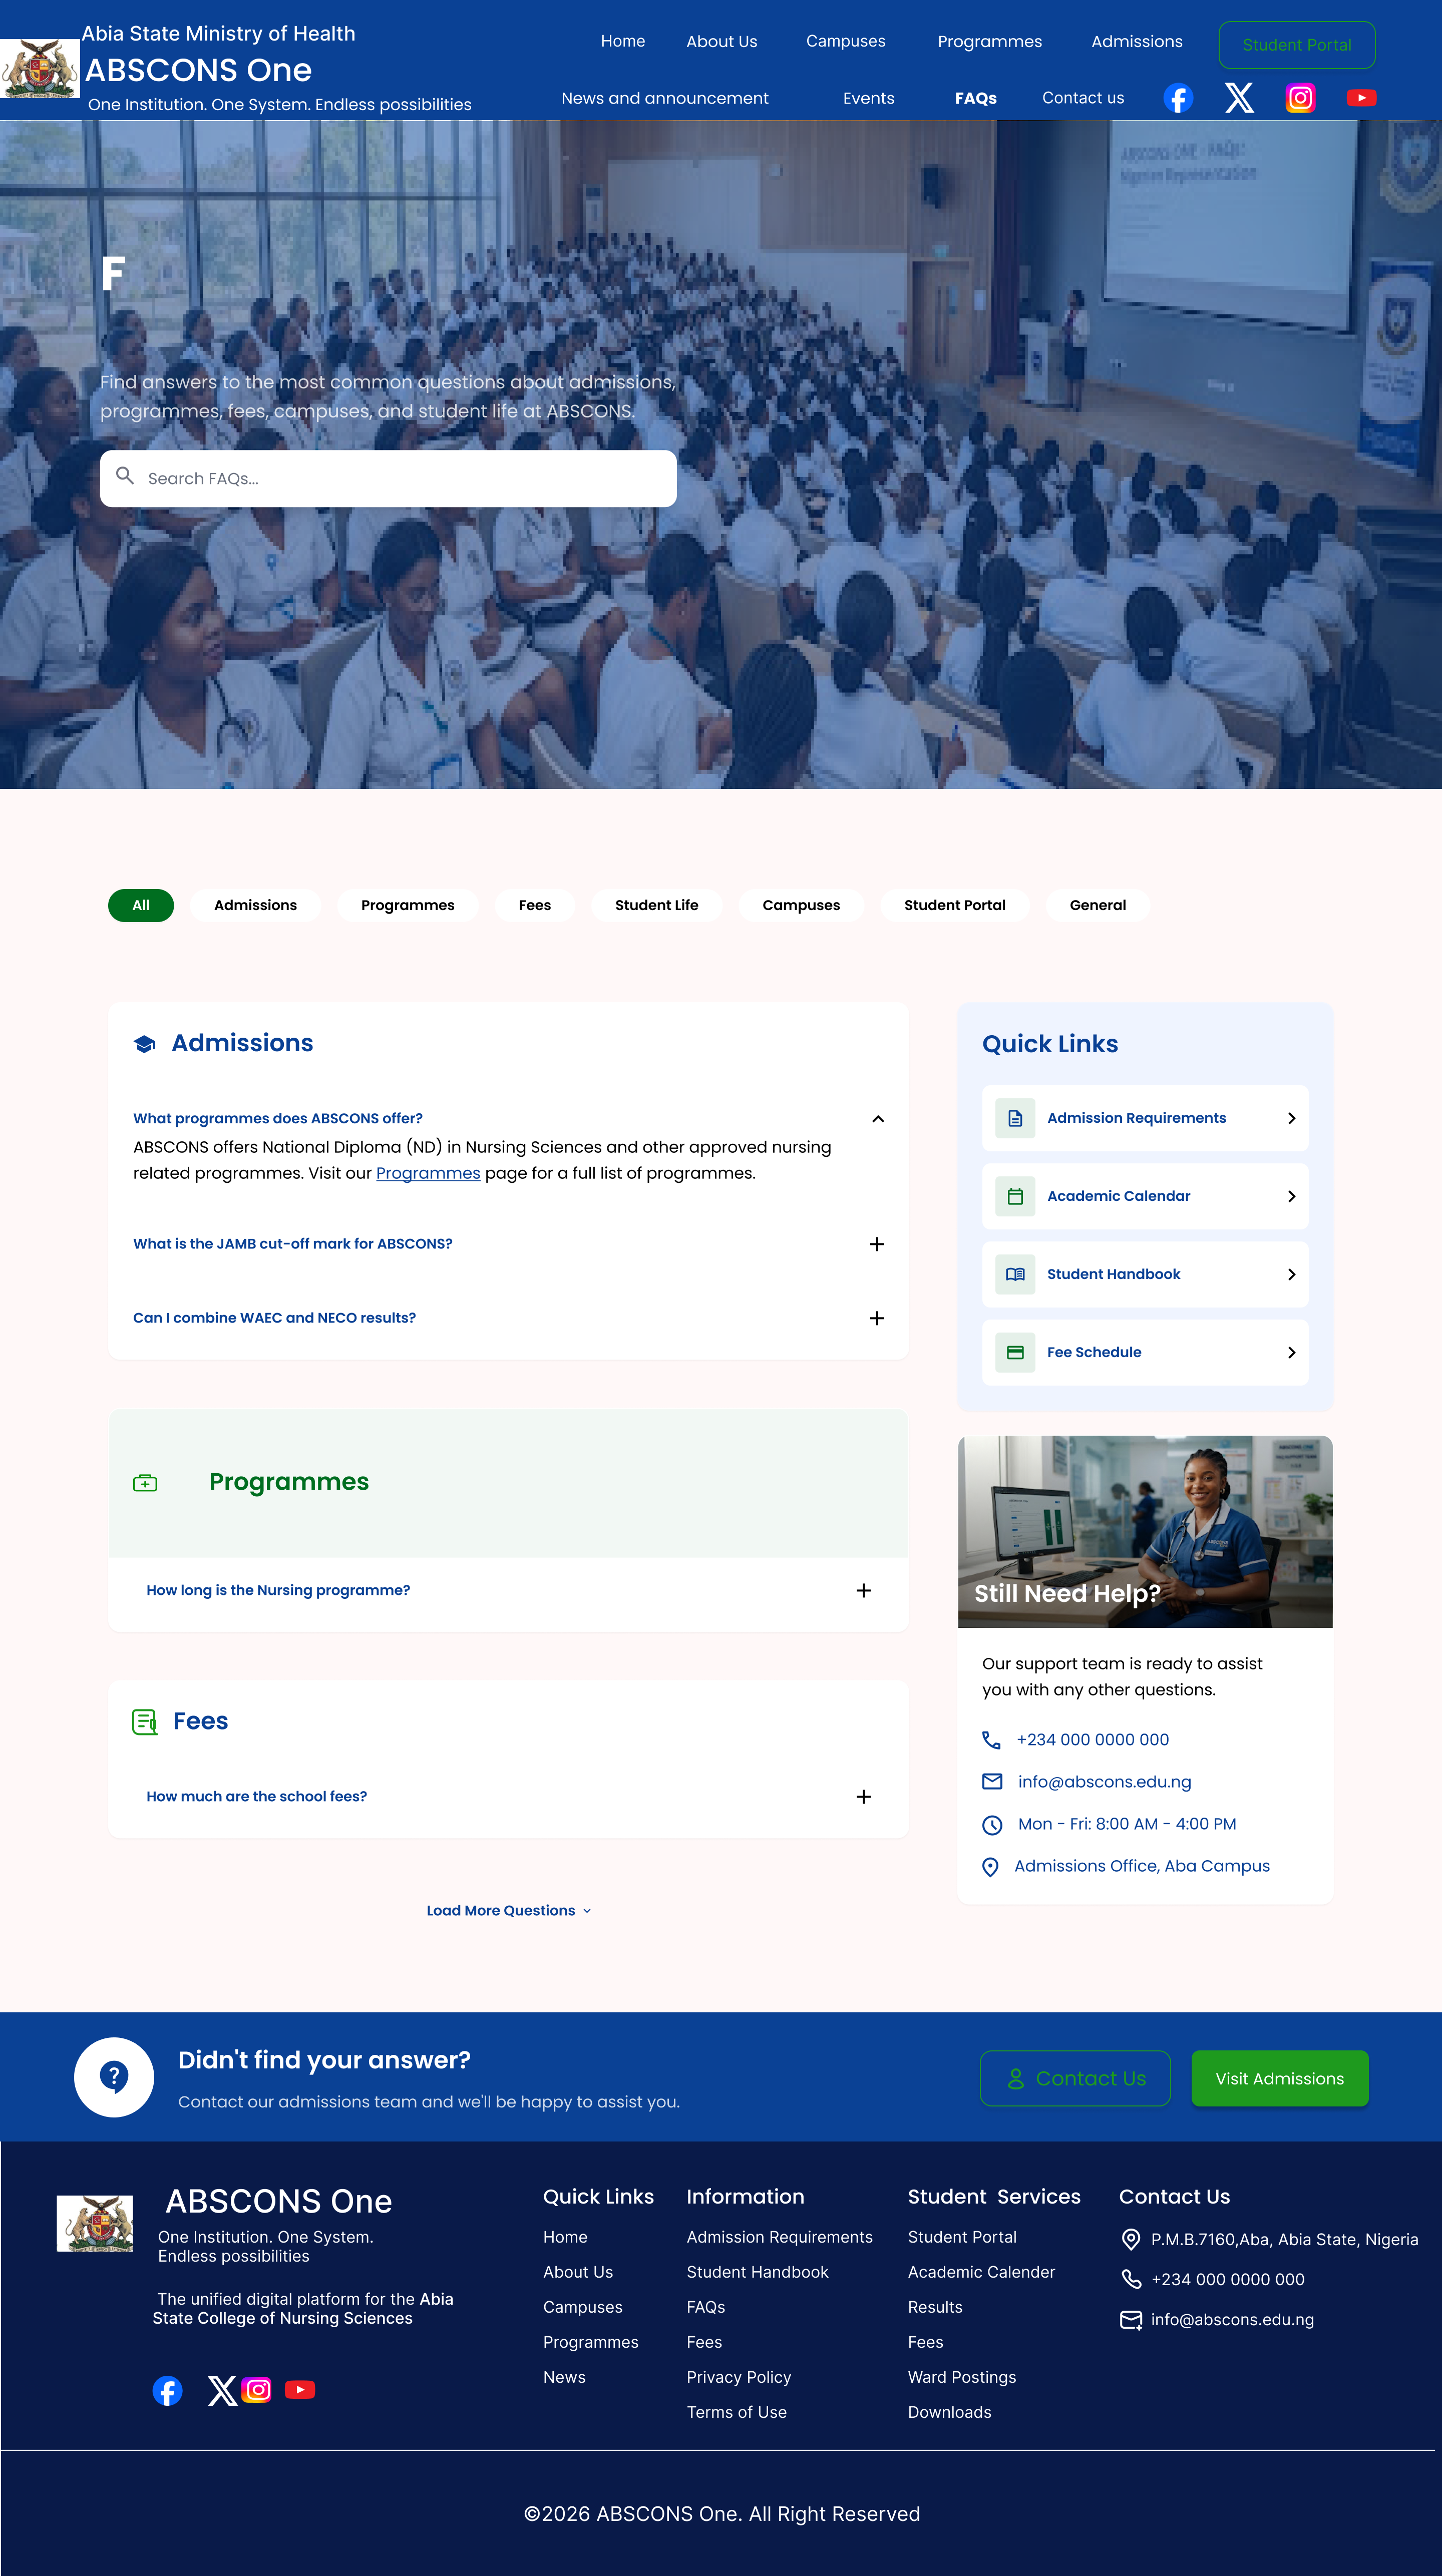 Abia State Ministry of Health
ABSCONS One
One Institution. One System. Endless possibilities
Home
About Us
Campuses
Programmes
Admissions
Student Portal
News and announcement
Events
FAQs
Contact us
F
Find answers to the most common questions about admissions,
programmes, fees, campuses, and student life at ABSCONS.
Search FAQs...
All
Admissions
Programmes
Fees
Student Life
Campuses
Student Portal
General
Admissions
What programmes does ABSCONS offer?
ABSCONS offers National Diploma (ND) in Nursing Sciences and other approved nursing
related programmes. Visit our Programmes page for a full list of programmes.
What is the JAMB cut-off mark for ABSCONS?
Can I combine WAEC and NECO results?
Programmes
How long is the Nursing programme?
Fees
How much are the school fees?
Load More Questions
Quick Links
Admission Requirements
Academic Calendar
Student Handbook
Fee Schedule
Still Need Help?
Our support team is ready to assist
you with any other questions.
+234 000 0000 000
info@abscons.edu.ng
Mon - Fri: 8:00 AM - 4:00 PM
Admissions Office, Aba Campus
Didn't find your answer?
Contact our admissions team and we'll be happy to assist you.
Contact Us
Visit Admissions
ABSCONS One
One Institution. One System.
Endless possibilities
The unified digital platform for the Abia
State College of Nursing Sciences
Quick Links
Home
About Us
Campuses
Programmes
News
Information
Admission Requirements
Student Handbook
FAQs
Fees
Privacy Policy
Terms of Use
Student Services
Student Portal
Academic Calender
Results
Fees
Ward Postings
Downloads
Contact Us
P.M.B.7160,Aba, Abia State, Nigeria
+234 000 0000 000
info@abscons.edu.ng
©2026 ABSCONS One. All Right Reserved